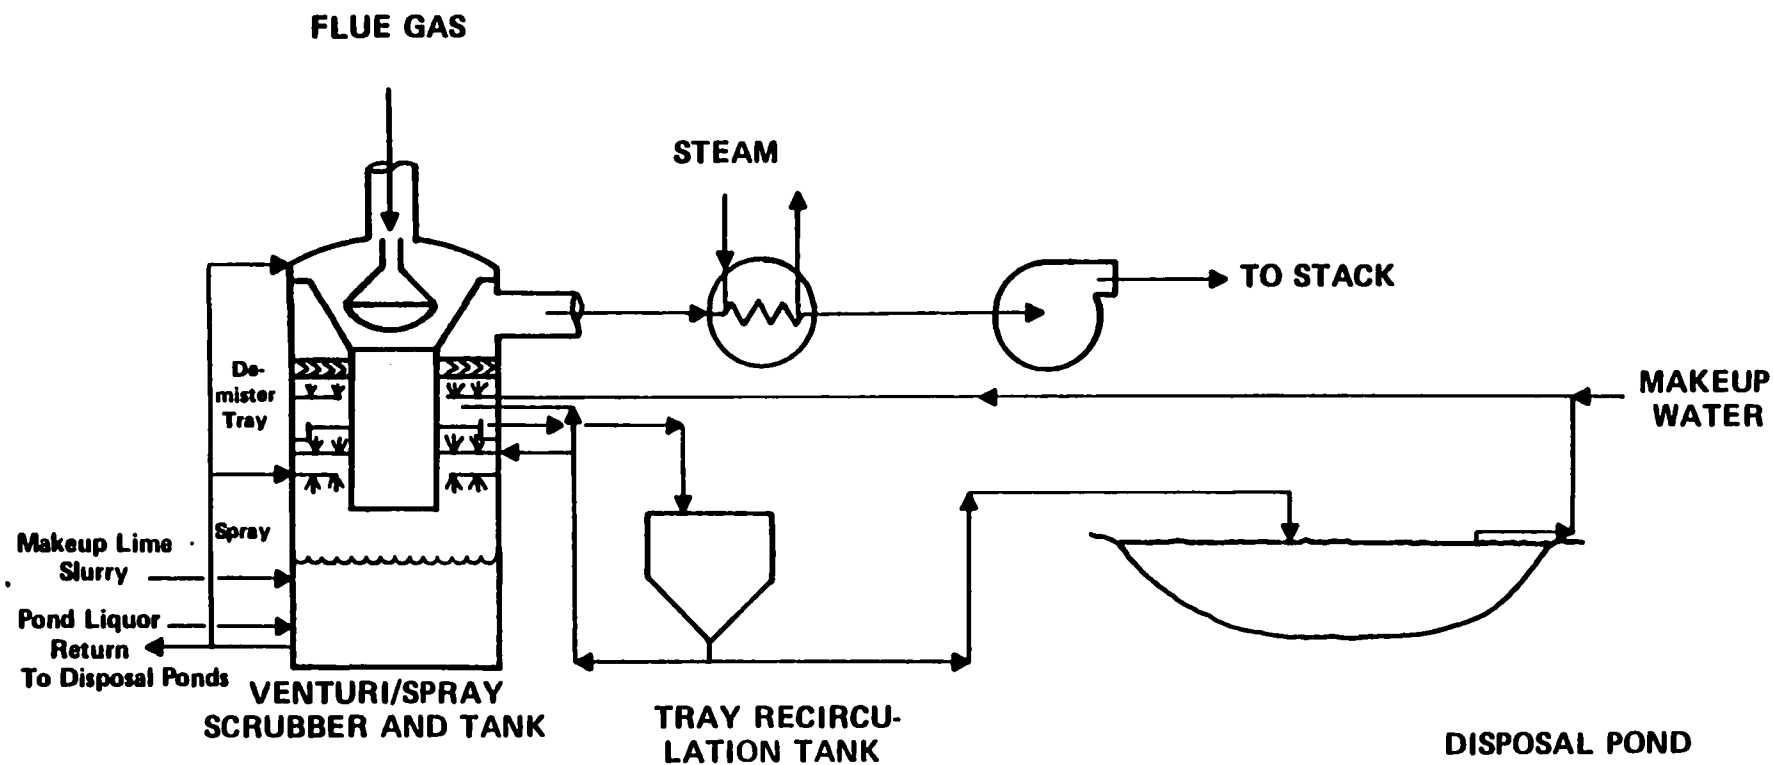 FLUE GAS
STEAM
TO STACK
De-
mister
Tray
MAKEUP
WATER
Spray
Makeup Lime
Slurry
Pond Liquor
Return
To Disposal Ponds
VENTURI/SPRAY
SCRUBBER AND TANK
TRAY RECIRCU-
LATION TANK
DISPOSAL POND